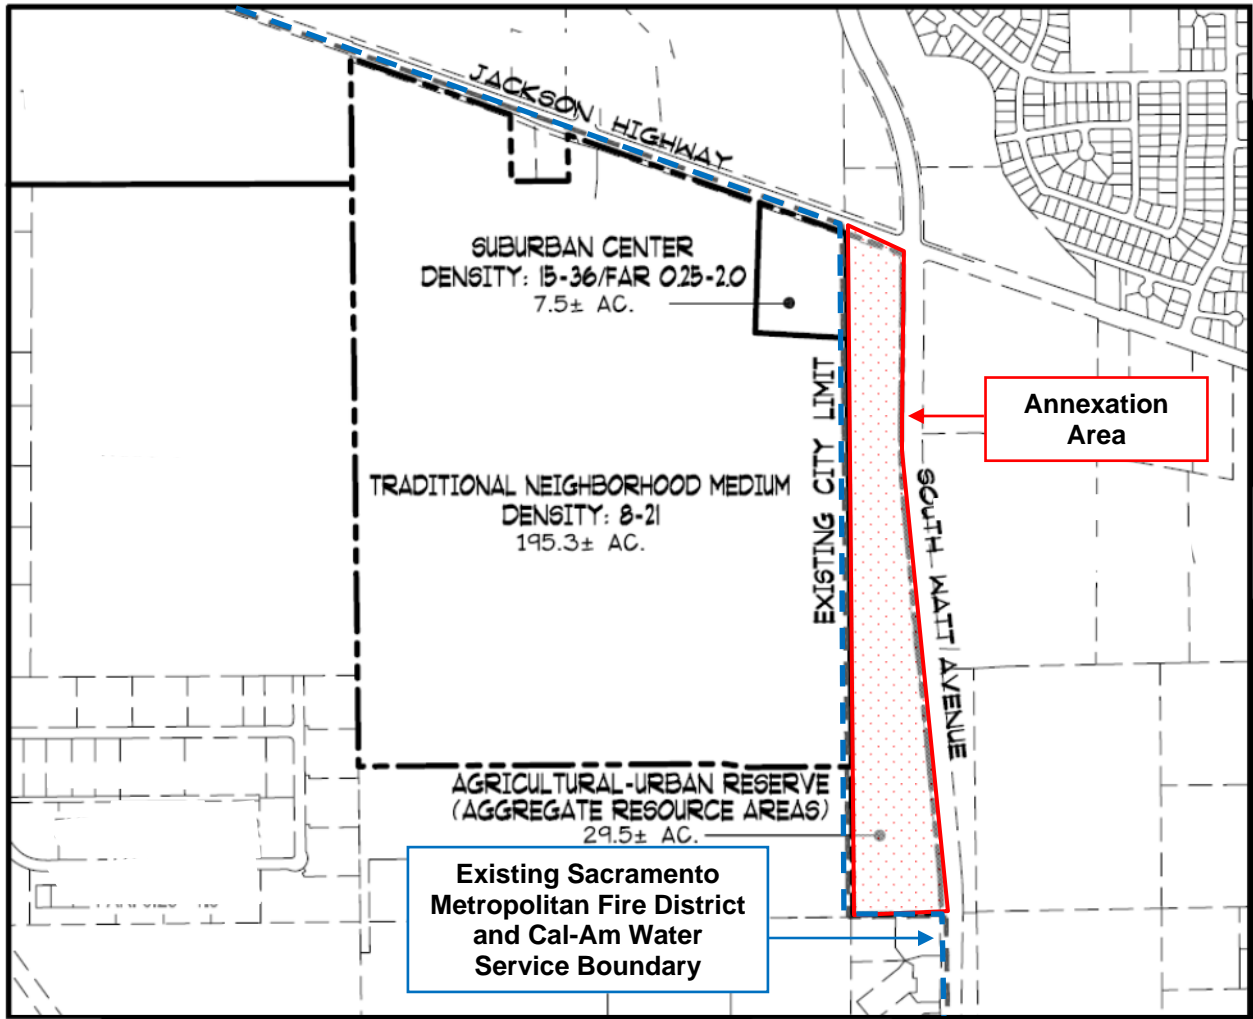 JACKSON HIGHWAY
SUBURBAN CENTER
DENSITY: 15-36/FAR 0.25-2.0
7.5± AC.
EXISTING CITY LIMIT
Annexation
Area
TRADITIONAL NEIGHBORHOOD MEDIUM
DENSITY: 8-21
195.3± AC.
SOUTH WATT AVENUE
AGRICULTURAL-URBAN RESERVE
(AGGREGATE RESOURCE AREAS)
29.5± AC.
Existing Sacramento
Metropolitan Fire District
and Cal-Am Water
Service Boundary